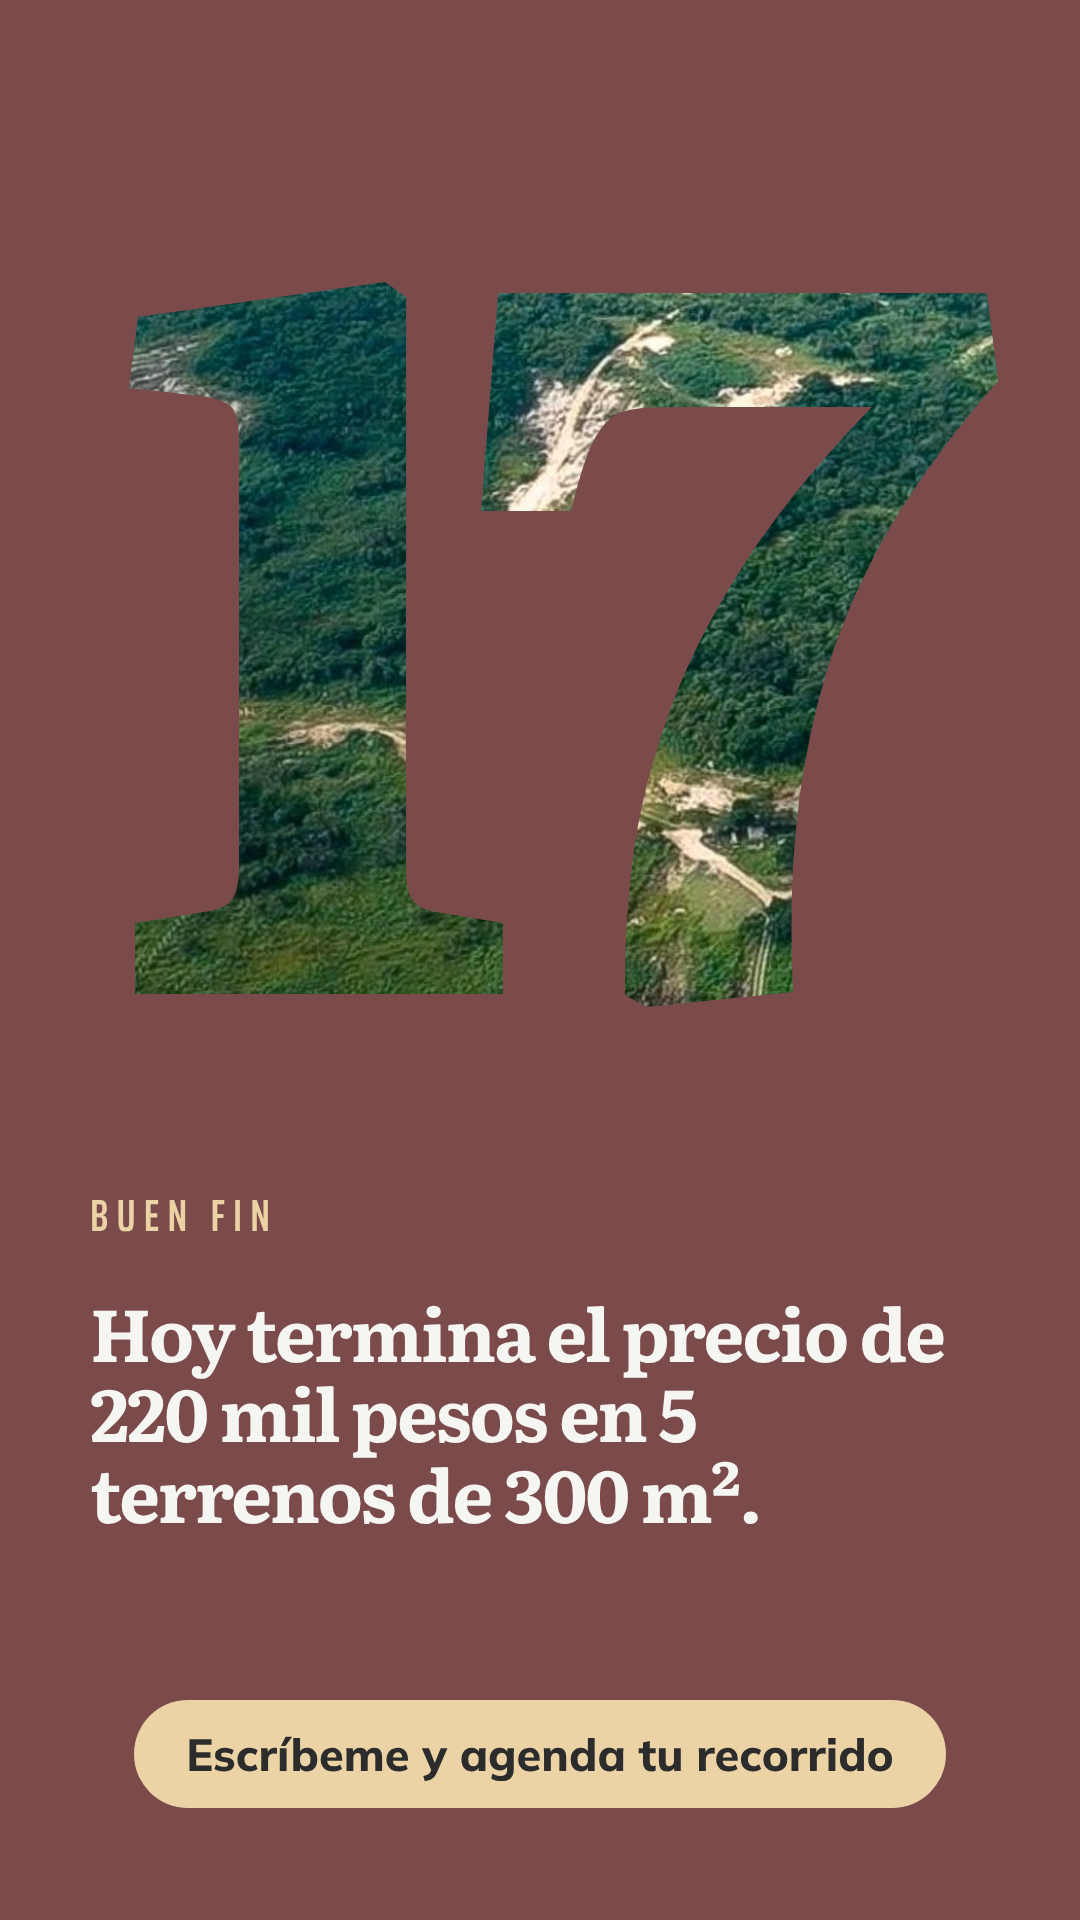 17
BUEN FIN
Hoy termina el precio de
220 mil pesos en 5
terrenos de 300 m².
Escríbeme y agenda tu recorrido